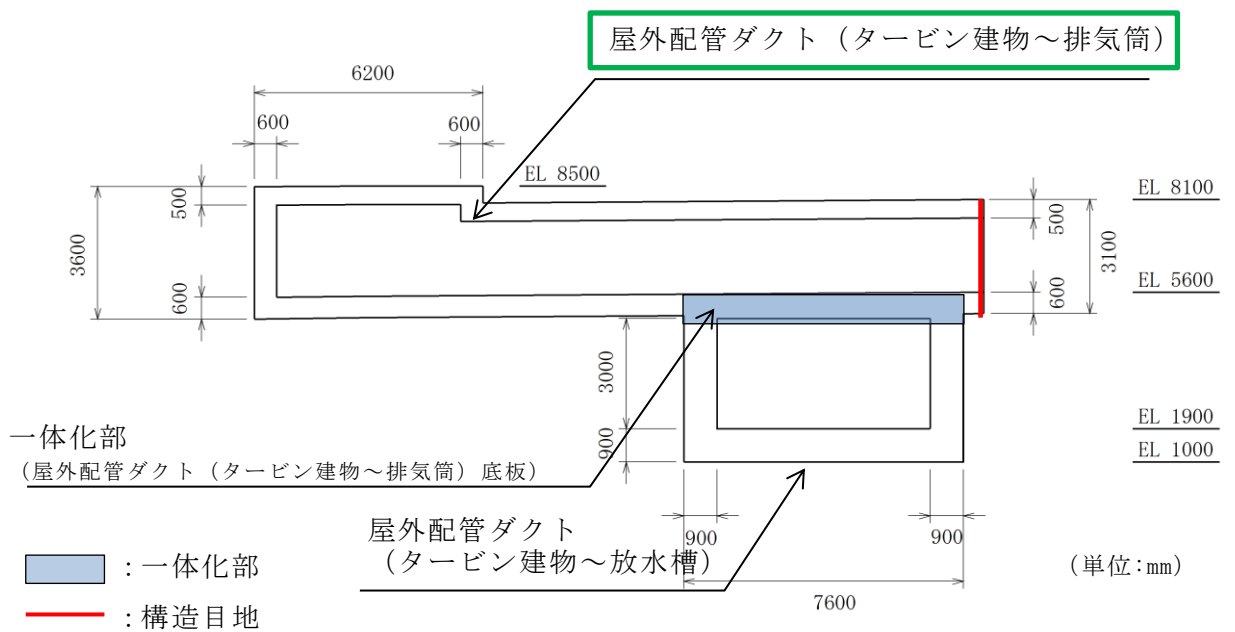 屋外配管ダクト（タービン建物～排気筒）
6200
600
600
EL 8500
EL 8100
500
500
3600
3100
EL 5600
600
600
3000
EL 1900
一体化部
（屋外配管ダクト（タービン建物～排気筒）底板）
900
EL 1000
屋外配管ダクト
（タービン建物～放水槽）
900
900
：一体化部
（単位：mm）
7600
：構造目地